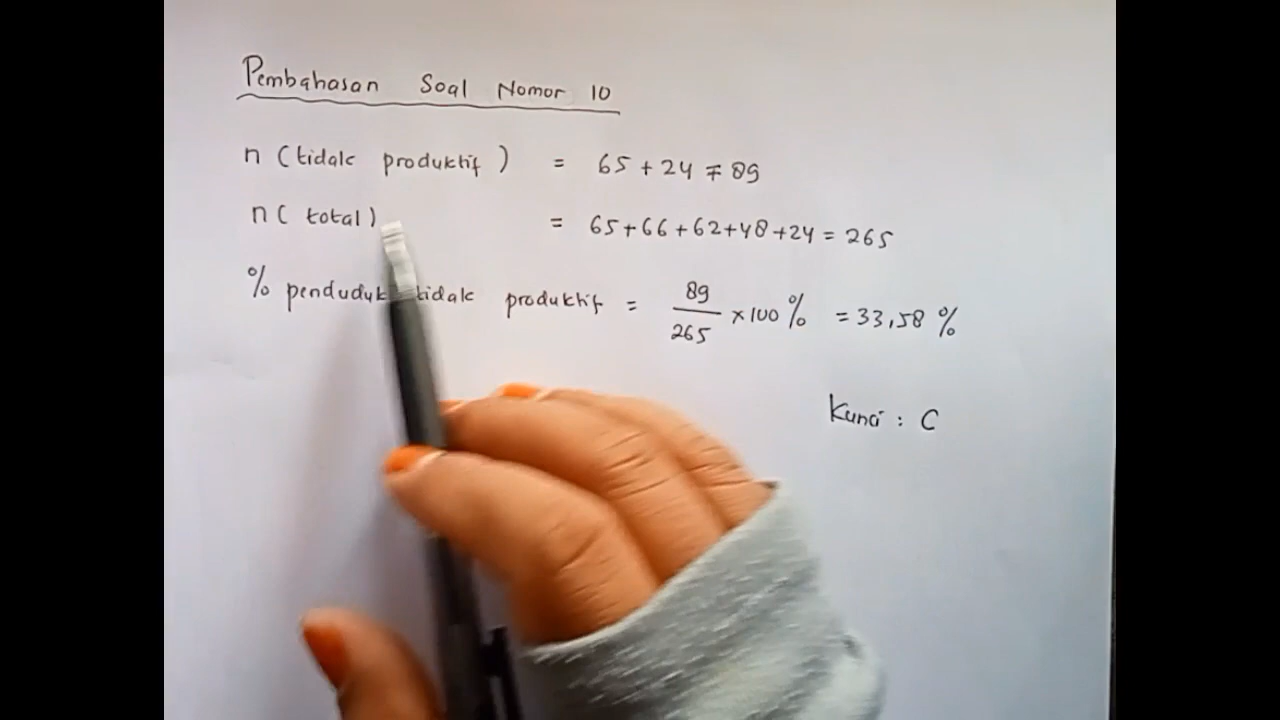 Pembahasan Soal Nomor 10
n (tidak produktif) = 65 + 24 = 89
n ( total) = 65+66+62+48+24 = 265
% penduduk tidak produktif = 89/265 × 100 % = 33,58 %
Kunci : C